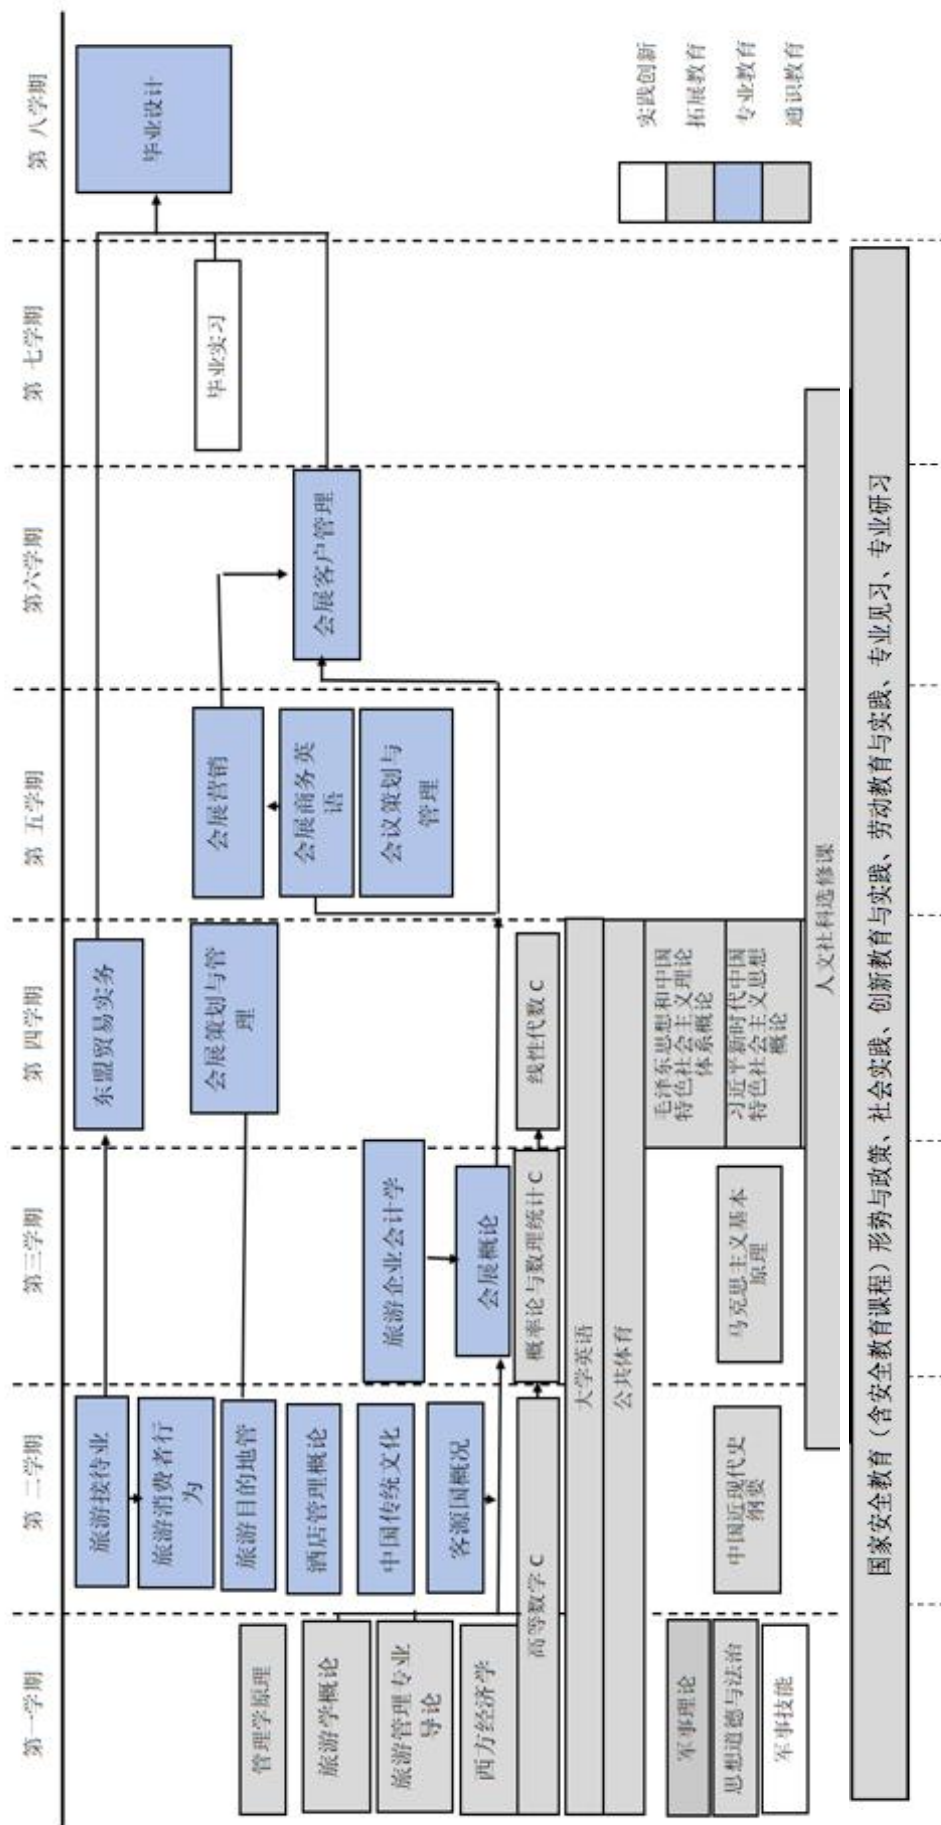 第一学期
第 二学期
第三学期
第 四学期
第 五学期
第六学期
第 七学期
第 八学期
管理学原理
旅游学概论
旅游管理专业
导论
西方经济学
高等数学 C
军事理论
思想道德与法治
军事技能
旅游接待业
旅游消费者行
为
旅游目的地管
酒店管理概论
中国传统文化
客源国概况
中国近现代史
纲要
旅游企业会计学
会展概论
概率论与数理统计 C
大学英语
公共体育
马克思主义基本
原理
东盟贸易实务
会展策划与管
理
线性代数 C
毛泽东思想和中国
特色社会主义理论
体系概论
习近平新时代中国
特色社会主义思想
概论
会展营销
会展商务英
语
会议策划与
管理
人文社科选修课
会展客户管理
毕业实习
毕业设计
实践创新
拓展教育
专业教育
通识教育
国家安全教育（含安全教育课程）形势与政策、社会实践、创新教育与实践、劳动教育与实践、专业见习、专业研习